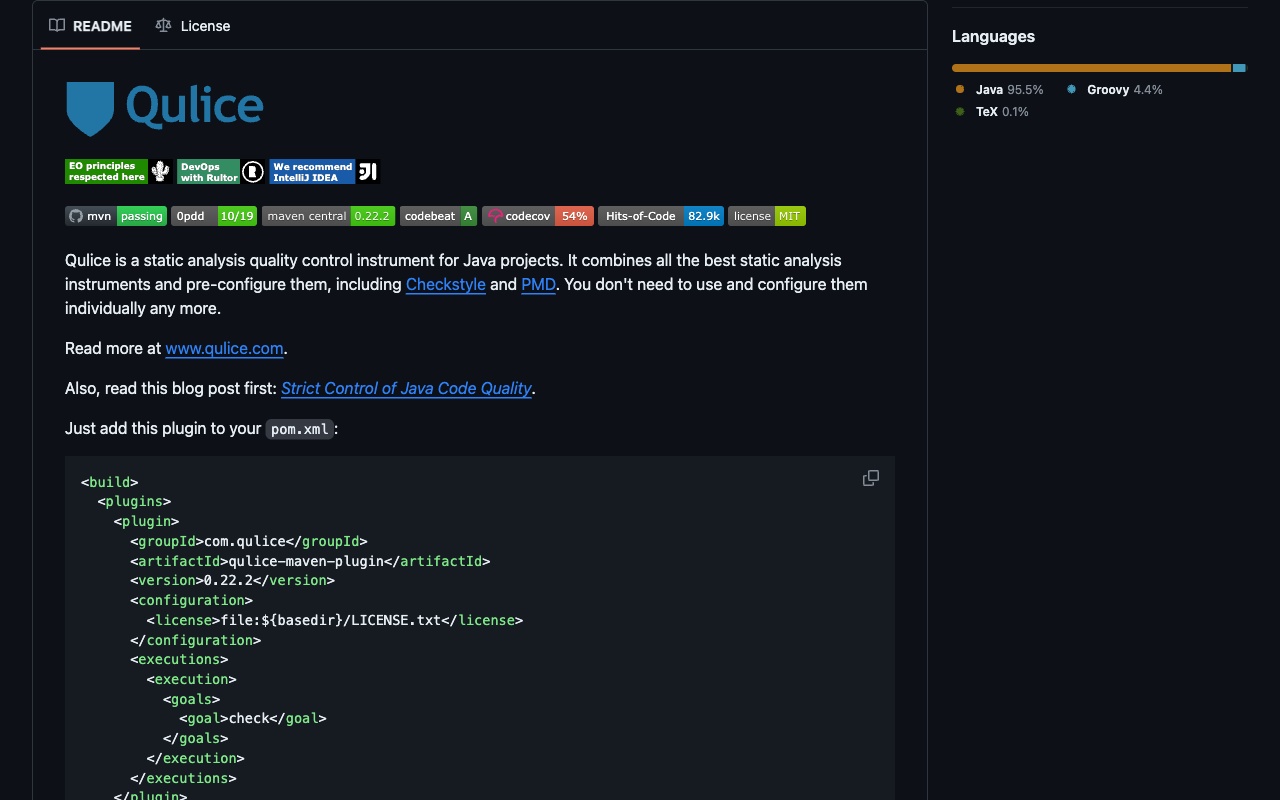 README License
Qulice
EO principles
respected here
DevOps
with Rultor
We recommend
IntelliJ IDEA
mvn passing 0pdd 10/19 maven central 0.22.2 codebeat A codecov 54% Hits-of-Code 82.9k license MIT
Qulice is a static analysis quality control instrument for Java projects. It combines all the best static analysis
instruments and pre-configure them, including Checkstyle and PMD. You don't need to use and configure them
individually any more.
Read more at www.qulice.com.
Also, read this blog post first: Strict Control of Java Code Quality.
Just add this plugin to your pom.xml:
<build>
  <plugins>
    <plugin>
      <groupId>com.qulice</groupId>
      <artifactId>qulice-maven-plugin</artifactId>
      <version>0.22.2</version>
      <configuration>
        <license>file:${basedir}/LICENSE.txt</license>
      </configuration>
      <executions>
        <execution>
          <goals>
            <goal>check</goal>
          </goals>
        </execution>
      </executions>
    </plugin>
Languages
Java 95.5% Groovy 4.4%
TeX 0.1%